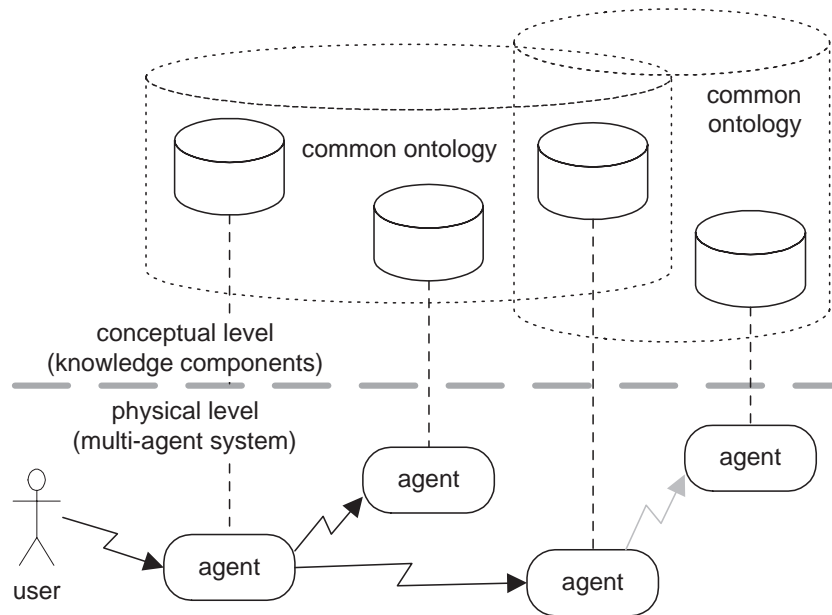 common
ontology
common ontology
conceptual level
(knowledge components)
physical level
(multi-agent system)
agent
agent
agent
agent
user